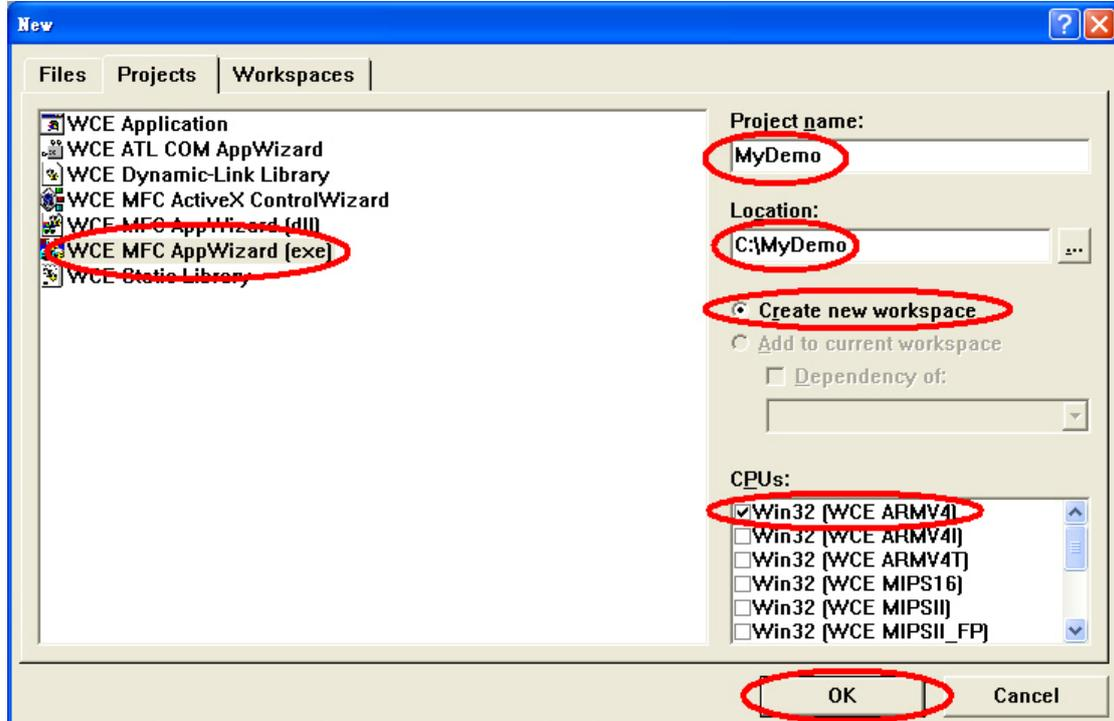 New
Files Projects Workspaces
WCE Application
WCE ATL COM AppWizard
WCE Dynamic-Link Library
WCE MFC ActiveX ControlWizard
WCE MFC AppWizard (dll)
WCE MFC AppWizard (exe)
WCE Static Library
Project name:
MyDemo
Location:
C:\MyDemo
...
Create new workspace
Add to current workspace
Dependency of:
CPUs:
Win32 (WCE ARMV4)
Win32 (WCE ARMV4I)
Win32 (WCE ARMV4T)
Win32 (WCE MIPS16)
Win32 (WCE MIPSII)
Win32 (WCE MIPSII_FP)
OK Cancel